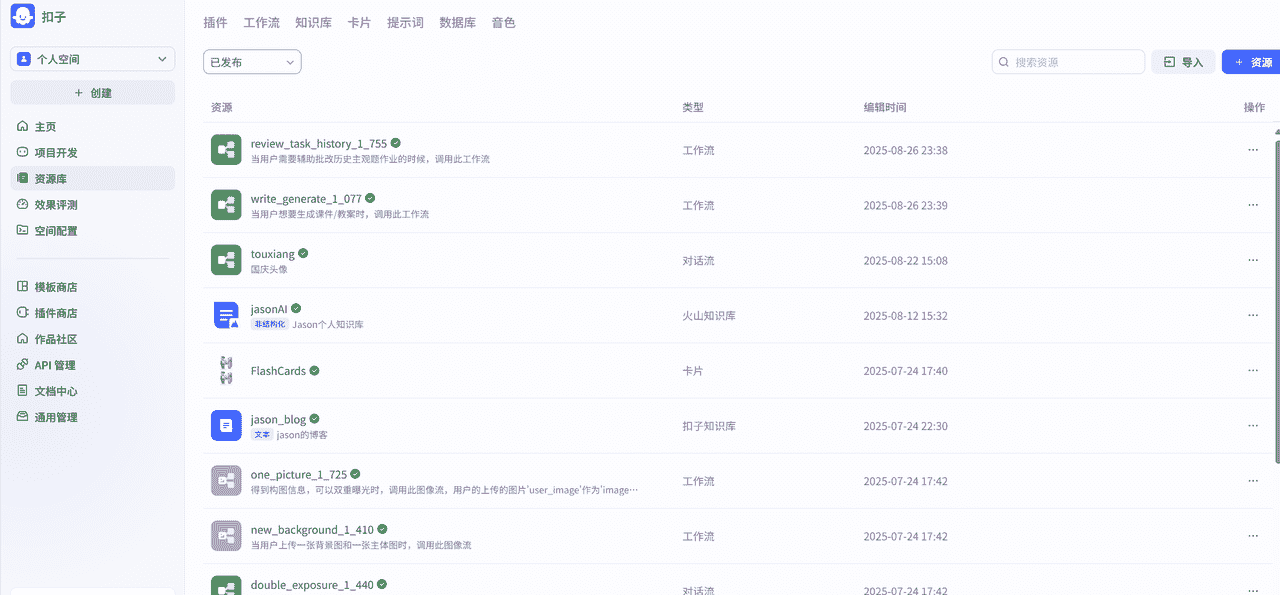 扣子
个人空间
+ 创建
主页
项目开发
资源库
效果评测
空间配置
模板商店
插件商店
作品社区
API 管理
文档中心
通用管理
插件 工作流 知识库 卡片 提示词 数据库 音色
已发布
搜索资源
导入
+ 资源
资源 类型 编辑时间 操作
review_task_history_1_755 工作流 2025-08-26 23:38
当用户需要辅助批改历史主观题作业的时候，调用此工作流
write_generate_1_077 工作流 2025-08-26 23:39
当用户想要生成课件/教案时，调用此工作流
touxiang 对话流 2025-08-22 15:08
国庆头像
jasonAI 火山知识库 2025-08-12 15:32
非结构化 Jason个人知识库
FlashCards 卡片 2025-07-24 17:40
jason_blog 扣子知识库 2025-07-24 22:30
文本 jason的博客
one_picture_1_725 工作流 2025-07-24 17:42
得到构图信息，可以双重曝光时，调用此图像流，用户的上传的图片'user_image'作为'image···
new_background_1_410 工作流 2025-07-24 17:42
当用户上传一张背景图和一张主体图时，调用此图像流
double_exposure_1_440 对话流 2025-07-24 17:42